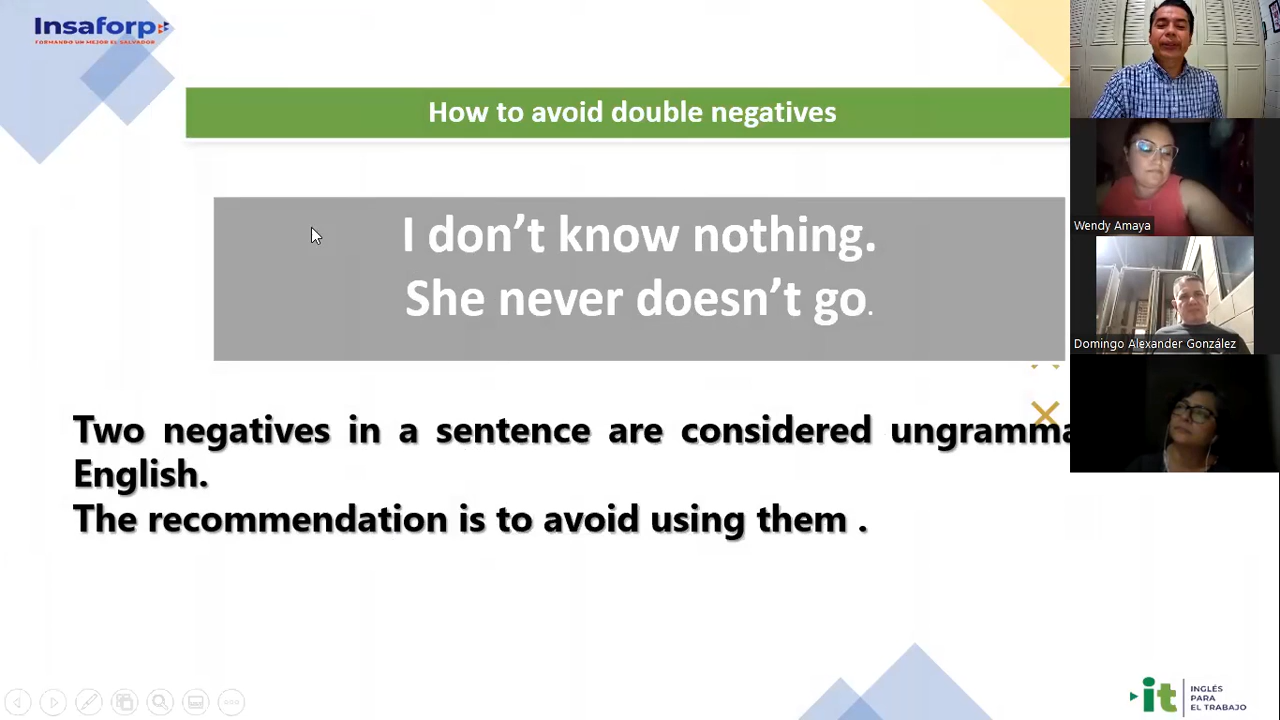 Insaforp
FORMANDO UN MEJOR EL SALVADOR
How to avoid double negatives
I don’t know nothing.
She never doesn’t go.
Wendy Amaya
Domingo Alexander González
Two negatives in a sentence are considered ungramma
English.
The recommendation is to avoid using them .
it
INGLÉS
PARA
EL TRABAJO